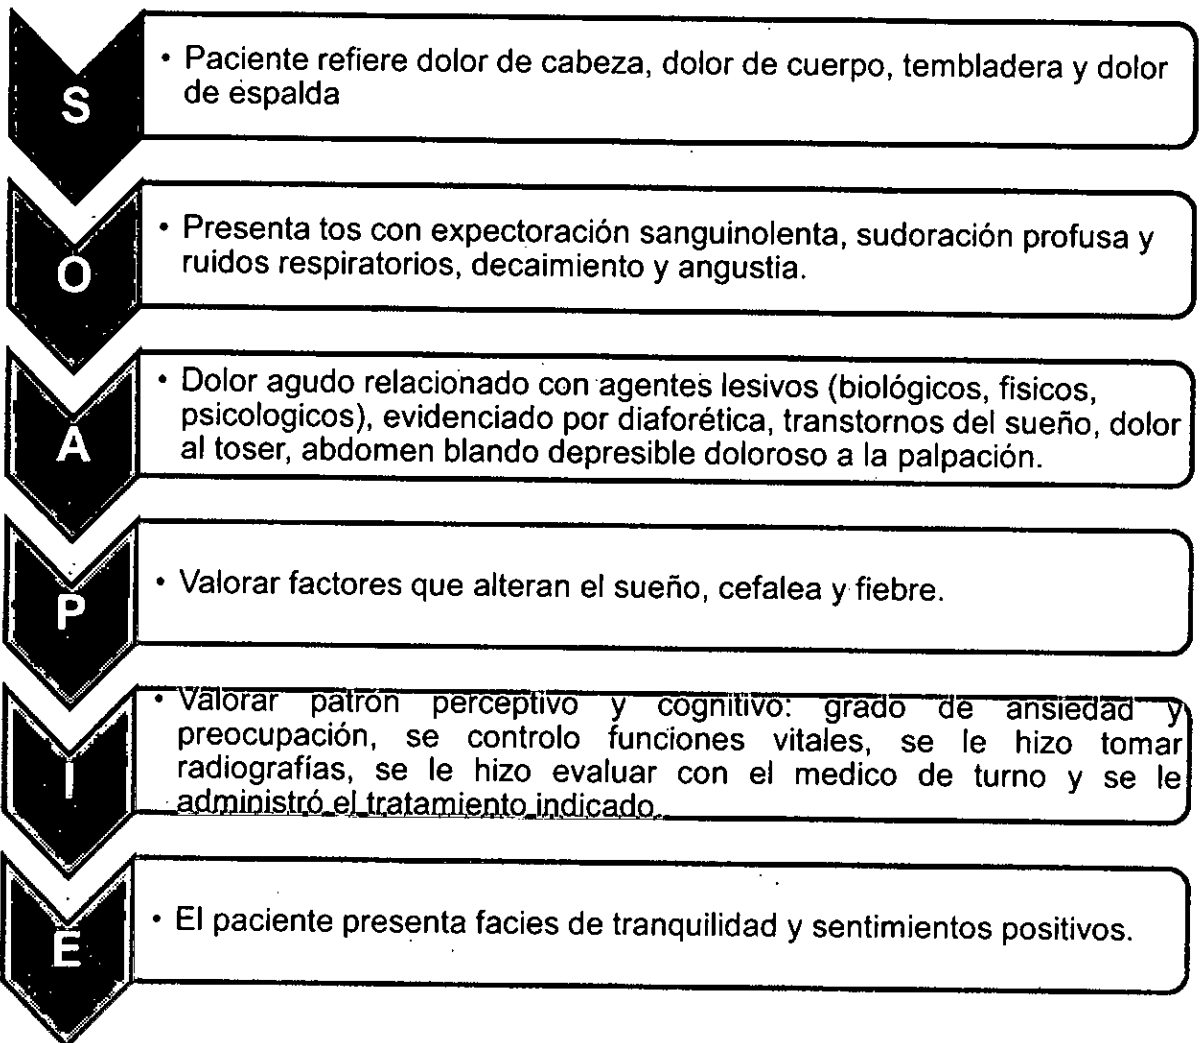 S
• Paciente refiere dolor de cabeza, dolor de cuerpo, tembladera y dolor
de espalda
O
• Presenta tos con expectoración sanguinolenta, sudoración profusa y
ruidos respiratorios, decaimiento y angustia.
A
• Dolor agudo relacionado con agentes lesivos (biológicos, fisicos,
psicologicos), evidenciado por diaforética, transtornos del sueño, dolor
al toser, abdomen blando depresible doloroso a la palpación.
P
• Valorar factores que alteran el sueño, cefalea y fiebre.
I
• Valorar patrón perceptivo y cognitivo: grado de ansiedad y
preocupación, se controlo funciones vitales, se le hizo tomar
radiografías, se le hizo evaluar con el medico de turno y se le
administró el tratamiento indicado.
E
• El paciente presenta facies de tranquilidad y sentimientos positivos.